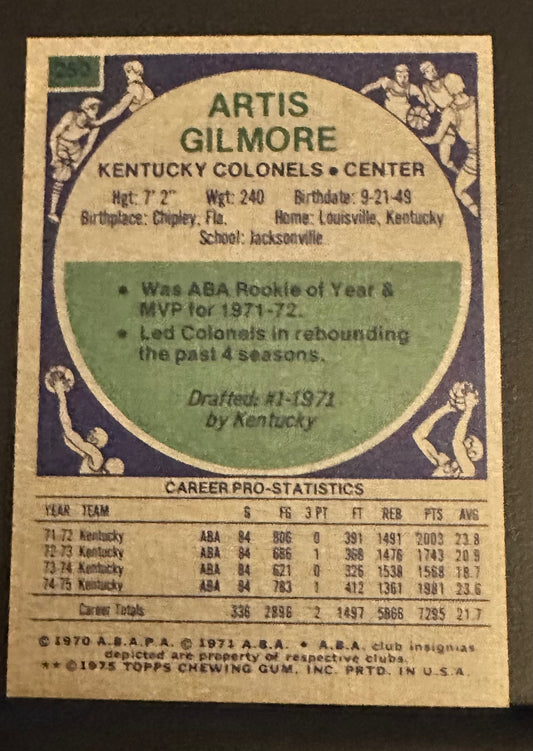 250
ARTIS
GILMORE
KENTUCKY COLONELS • CENTER
Hgt: 7' 2" Wgt: 240 Birthdate: 9-21-49
Birthplace: Chipley, Fla. Home: Louisville, Kentucky
School: Jacksonville
• Was ABA Rookie of Year &
MVP for 1971-72.
• Led Colonels in rebounding
the past 4 seasons.
Drafted: #1-1971
by Kentucky
CAREER PRO-STATISTICS
YEAR TEAM G FG 3 PT FT REB PTS AVG
71-72 Kentucky ABA 84 806 0 391 1491 2003 23.8
72-73 Kentucky ABA 84 686 1 368 1476 1743 20.9
73-74 Kentucky ABA 84 621 0 326 1538 1568 18.7
74-75 Kentucky ABA 84 783 1 412 1361 1981 23.6
Career Totals 336 2896 2 1497 5866 7295 21.7
© 1970 A.B.A.P.A. © 1971 A.B.A. • A.B.A. club insignias
depicted are property of respective clubs.
**©1975 TOPPS CHEWING GUM, INC. PRTD. IN U.S.A.